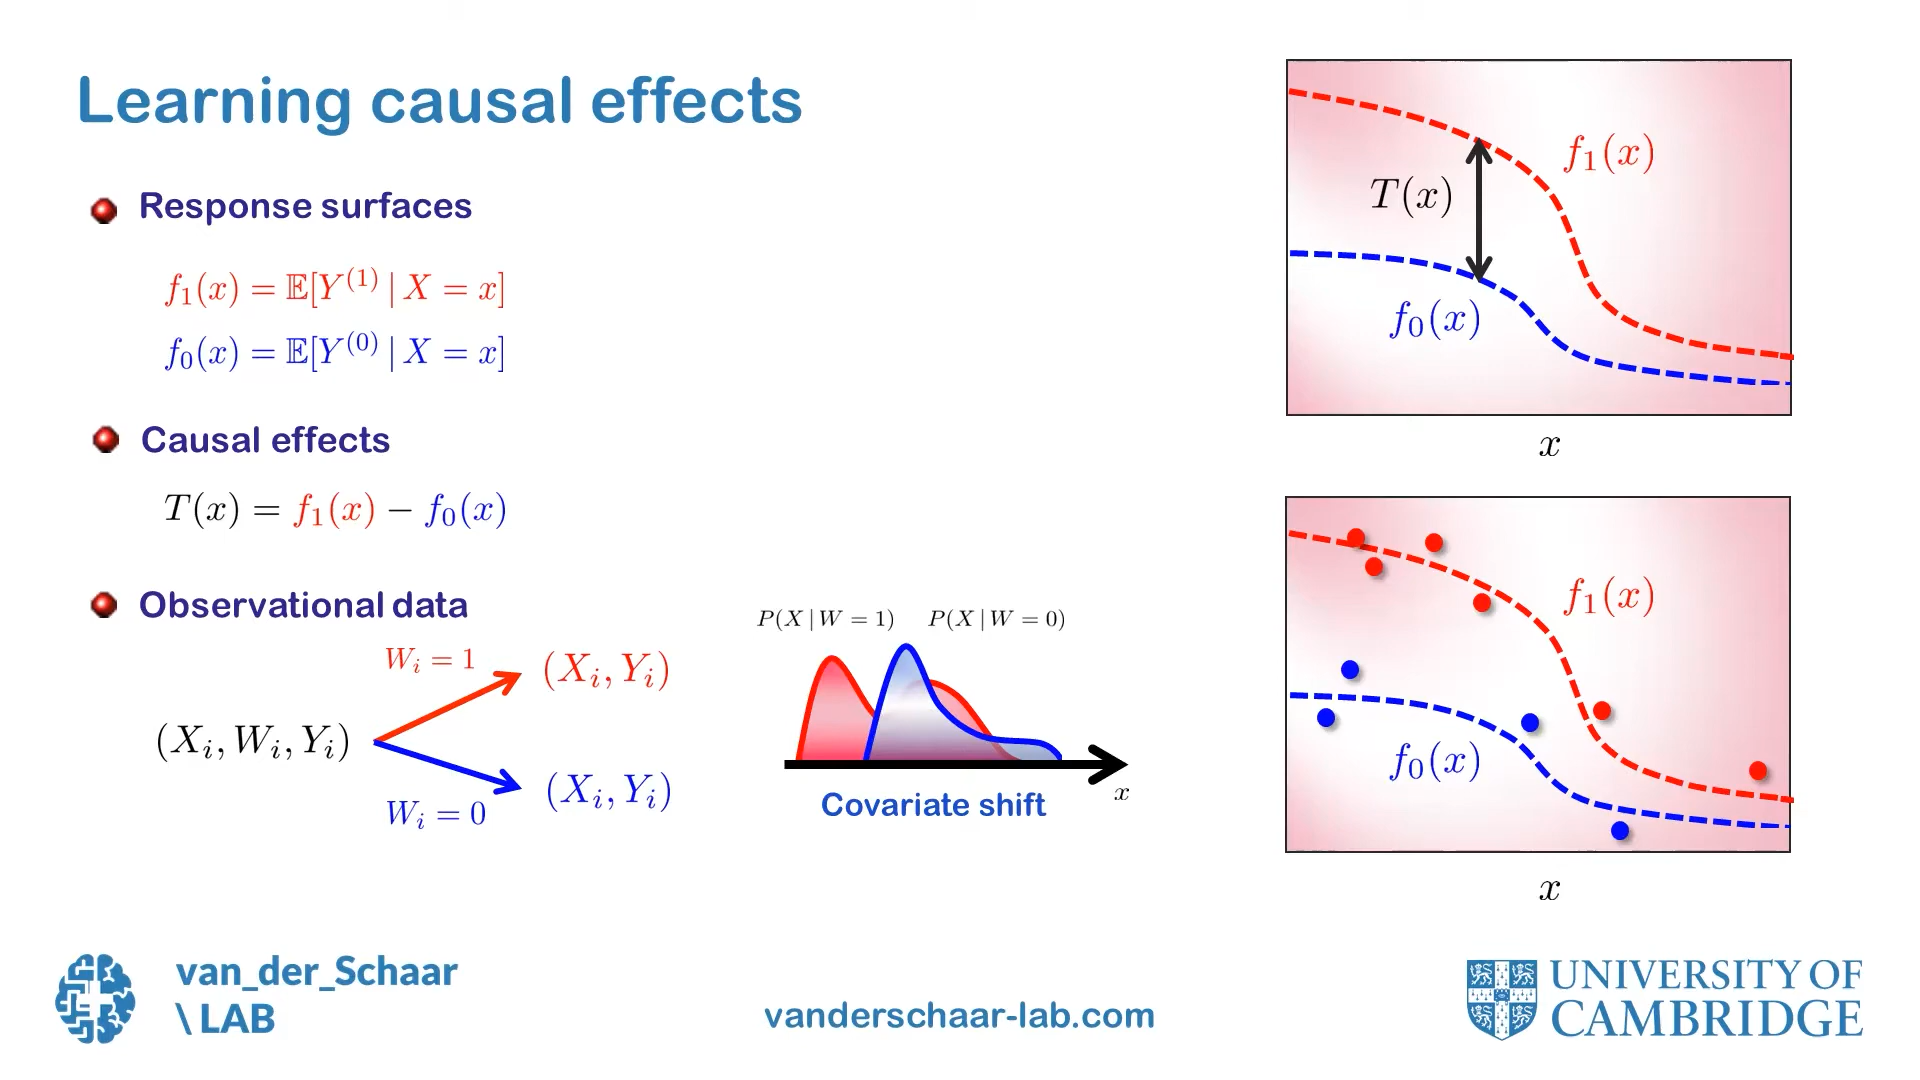 Learning causal effects
Response surfaces
f₁(x) = 𝔼[Y⁽¹⁾ | X = x]
f₀(x) = 𝔼[Y⁽⁰⁾ | X = x]
Causal effects
T(x) = f₁(x) − f₀(x)
Observational data
(Xᵢ, Wᵢ, Yᵢ)
Wᵢ = 1
(Xᵢ, Yᵢ)
Wᵢ = 0
(Xᵢ, Yᵢ)
P(X | W = 1) P(X | W = 0)
x
Covariate shift
f₁(x)
T(x)
f₀(x)
x
f₁(x)
f₀(x)
x
van_der_Schaar
\ LAB
vanderschaar-lab.com
UNIVERSITY OF
CAMBRIDGE